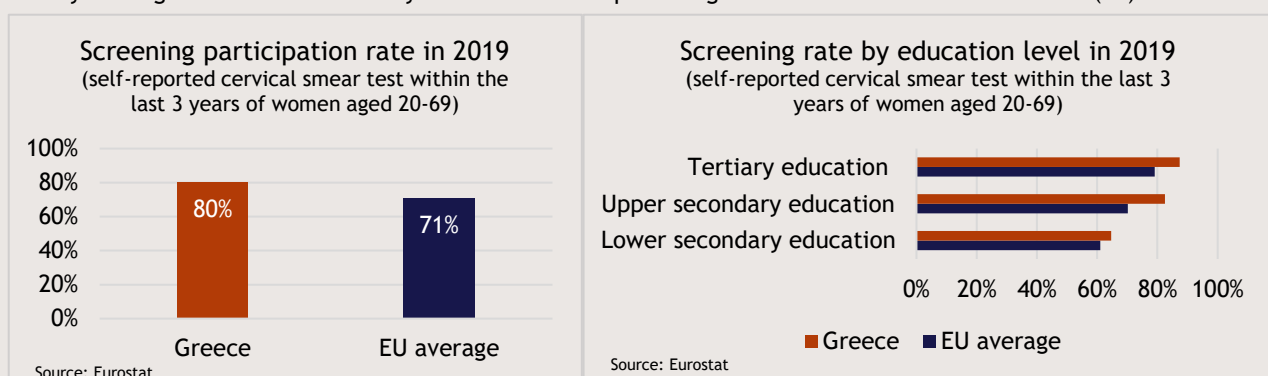 Screening participation rate in 2019
(self-reported cervical smear test within the
last 3 years of women aged 20-69)
100%
80%
60%
40%
20%
0%
80%
71%
Greece
EU average
Source: Eurostat
Screening rate by education level in 2019
(self-reported cervical smear test within the last 3
years of women aged 20-69)
Tertiary education
Upper secondary education
Lower secondary education
0% 20% 40% 60% 80% 100%
Greece EU average
Source: Eurostat